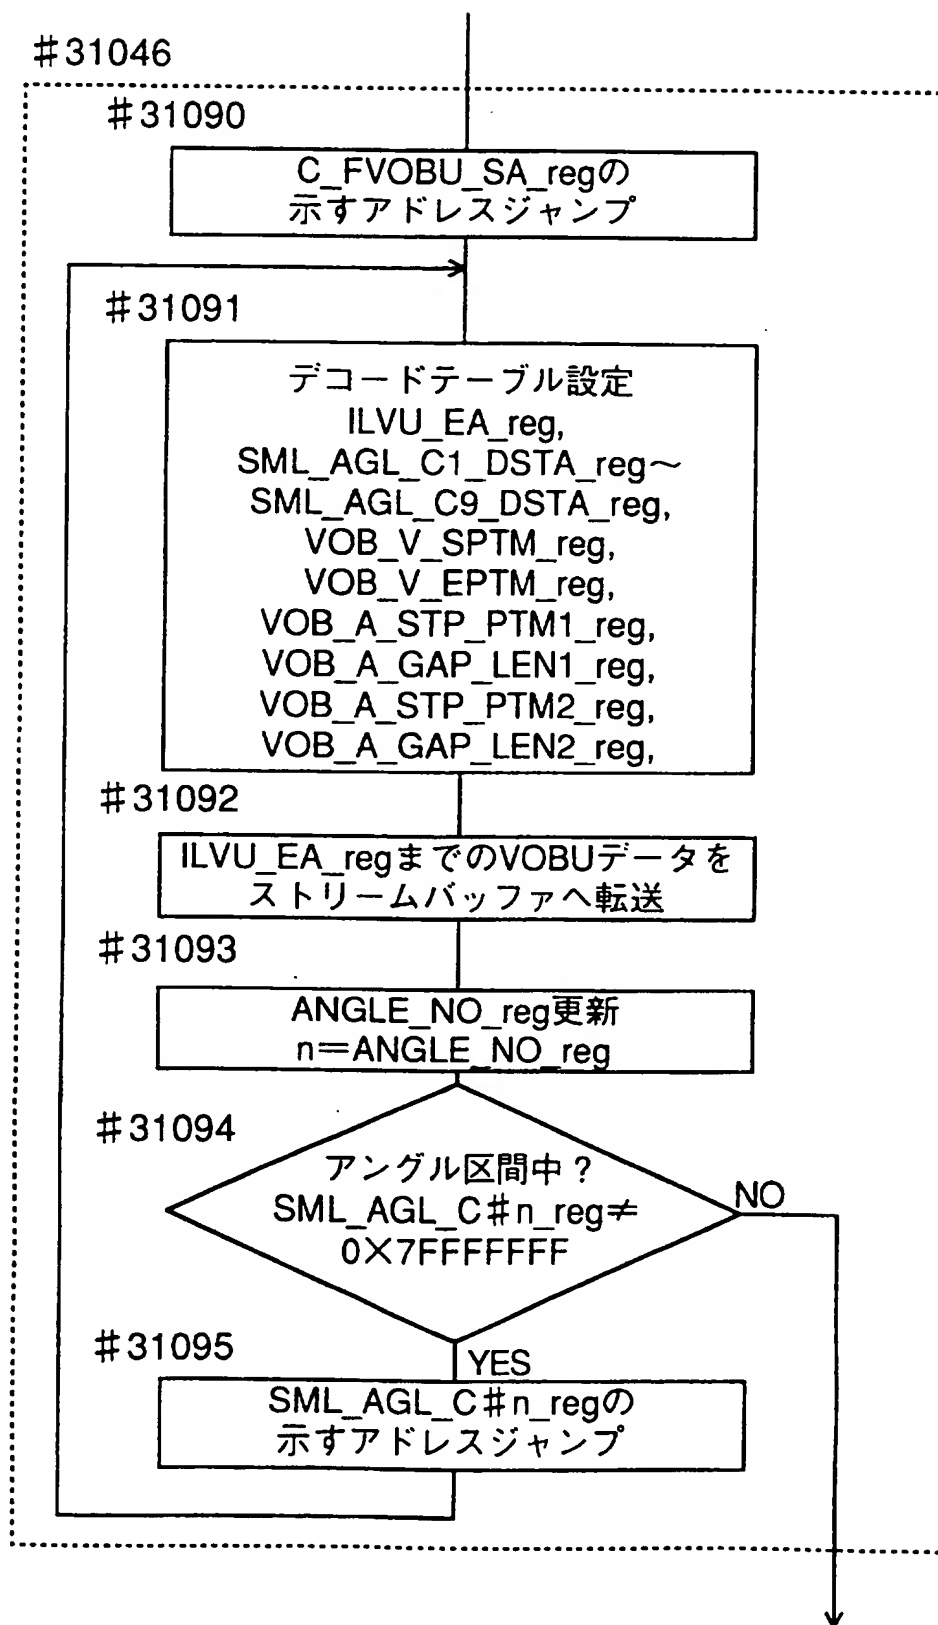 #31046
#31090
C_FVOBU_SA_regの
示すアドレスジャンプ
#31091
デコードテーブル設定
ILVU_EA_reg,
SML_AGL_C1_DSTA_reg～
SML_AGL_C9_DSTA_reg,
VOB_V_SPTM_reg,
VOB_V_EPTM_reg,
VOB_A_STP_PTM1_reg,
VOB_A_GAP_LEN1_reg,
VOB_A_STP_PTM2_reg,
VOB_A_GAP_LEN2_reg,
#31092
ILVU_EA_regまでのVOBUデータを
ストリームバッファへ転送
#31093
ANGLE_NO_reg更新
n=ANGLE_NO_reg
#31094
アングル区間中？
SML_AGL_C#n_reg≠
0×7FFFFFFF
NO
#31095
YES
SML_AGL_C#n_regの
示すアドレスジャンプ